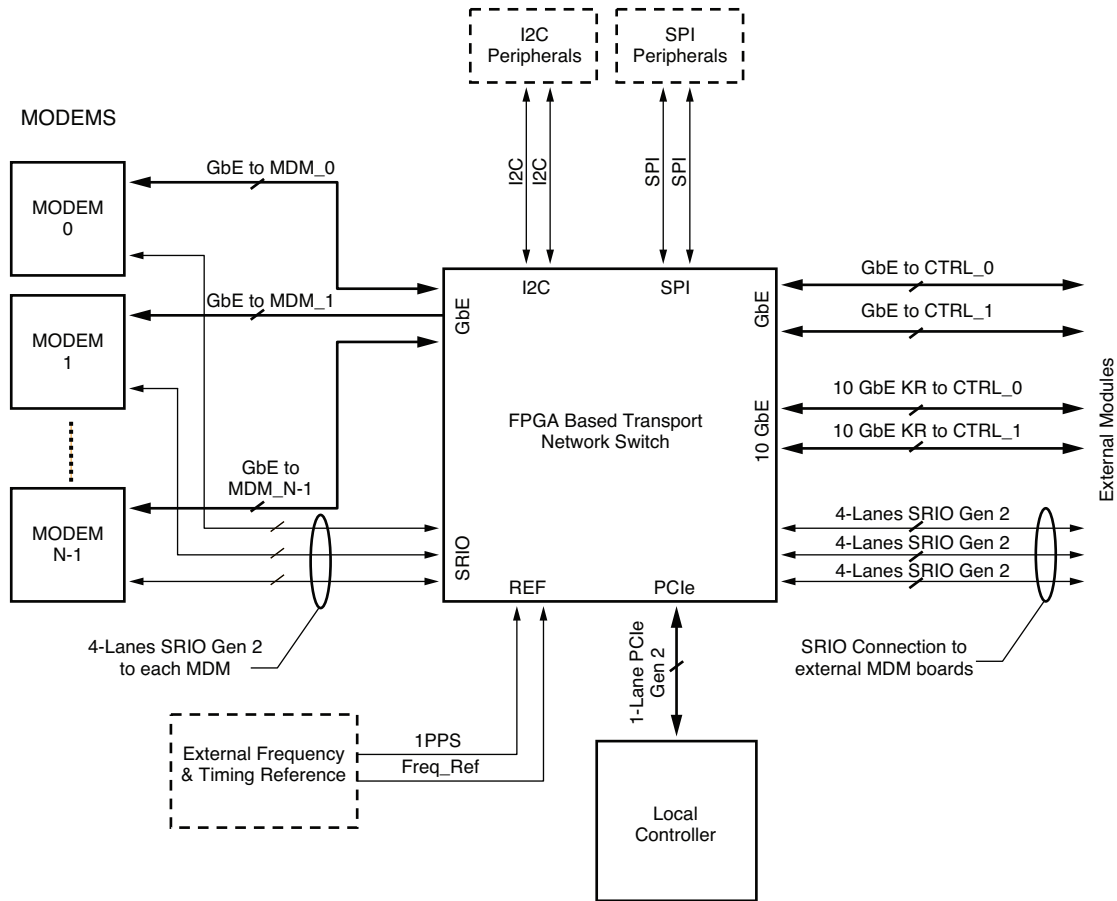 I2C
Peripherals
SPI
Peripherals
MODEMS
I2C
I2C
SPI
SPI
GbE to MDM_0
MODEM
0
GbE to MDM_1
MODEM
1
GbE to
MDM_N-1
MODEM
N-1
4-Lanes SRIO Gen 2
to each MDM
I2C
SPI
GbE
SRIO
FPGA Based Transport
Network Switch
GbE
10 GbE
REF
PCIe
GbE to CTRL_0
GbE to CTRL_1
10 GbE KR to CTRL_0
10 GbE KR to CTRL_1
4-Lanes SRIO Gen 2
4-Lanes SRIO Gen 2
4-Lanes SRIO Gen 2
External Modules
SRIO Connection to
external MDM boards
1-Lane PCIe
Gen 2
External Frequency
& Timing Reference
1PPS
Freq_Ref
Local
Controller